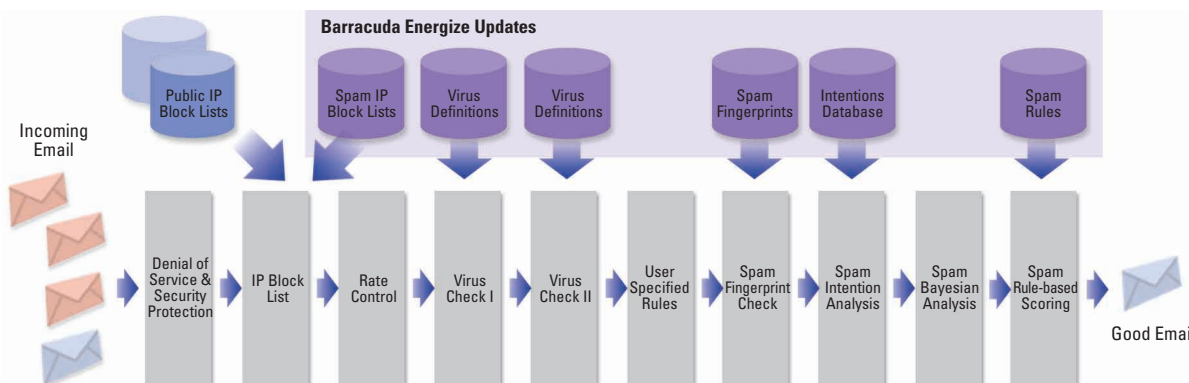 Barracuda Energize Updates
Public IP
Block Lists
Spam IP
Block Lists
Virus
Definitions
Virus
Definitions
Spam
Fingerprints
Intentions
Database
Spam
Rules
Incoming
Email
Denial of
Service &
Security
Protection
IP Block
List
Rate
Control
Virus
Check I
Virus
Check II
User
Specified
Rules
Spam
Fingerprint
Check
Spam
Intention
Analysis
Spam
Bayesian
Analysis
Spam
Rule-based
Scoring
Good Email